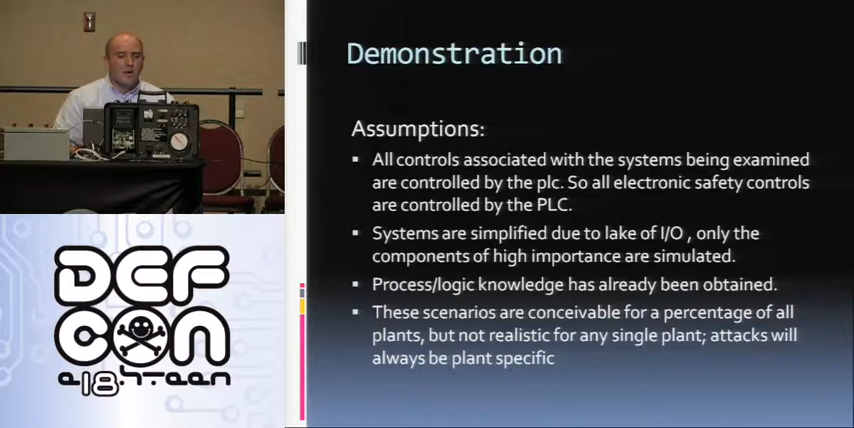 Demonstration
Assumptions:
All controls associated with the systems being examined
are controlled by the plc. So all electronic safety controls
are controlled by the PLC.
Systems are simplified due to lake of I/O , only the
components of high importance are simulated.
Process/logic knowledge has already been obtained.
These scenarios are conceivable for a percentage of all
plants, but not realistic for any single plant; attacks will
always be plant specific
DEF
CON
e18hteen